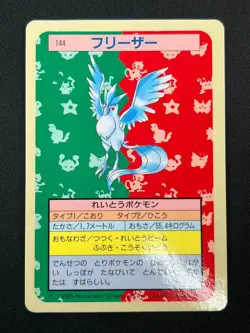 144
フリーザー
れいとうポケモン
タイプ1/こおり タイプ2/ひこう
たかさ/1,7メートル おもさ/55,4キログラム
おもなわざ/つつく・れいとうビーム
ふぶき・こうそくいどう
でんせつの とりポケモンの
がい しっぽが たなびいて とんでいく
たは すばらしい。